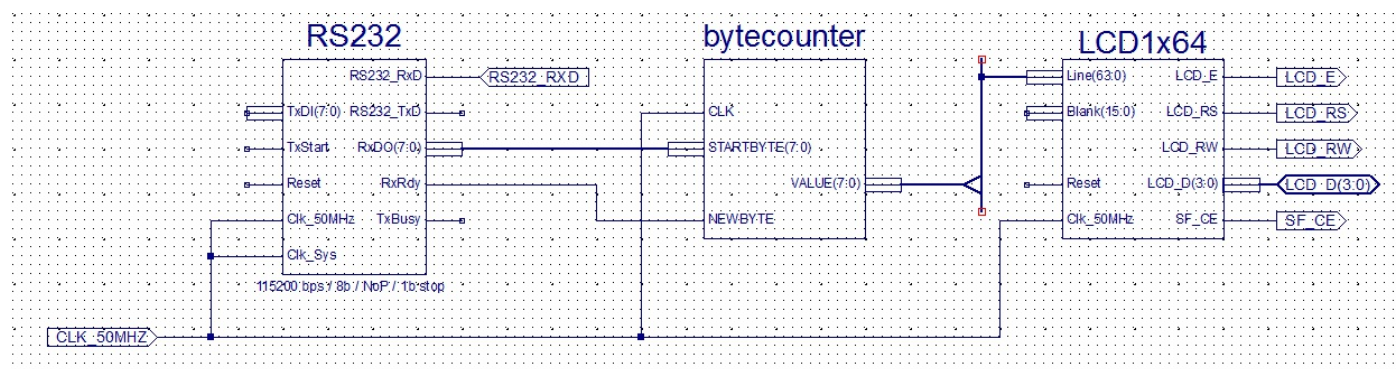 RS232
bytecounter
LCD1x64
RS232_RxD
RS232_RXD
TxDI(7:0)
RS232_TxD
TxStart
RxDO(7:0)
Reset
RxRdy
Clk_50MHz
TxBusy
Clk_Sys
115200 bps / 8b / NoP / 1b stop
CLK_50MHZ
CLK
STARTBYTE(7:0)
VALUE(7:0)
NEWBYTE
Line(63:0)
LCD_E
LCD_E
Blank(15:0)
LCD_RS
LCD_RS
LCD_RW
LCD_RW
Reset
LCD_D(3:0)
LCD_D(3:0)
Clk_50MHz
SF_CE
SF_CE